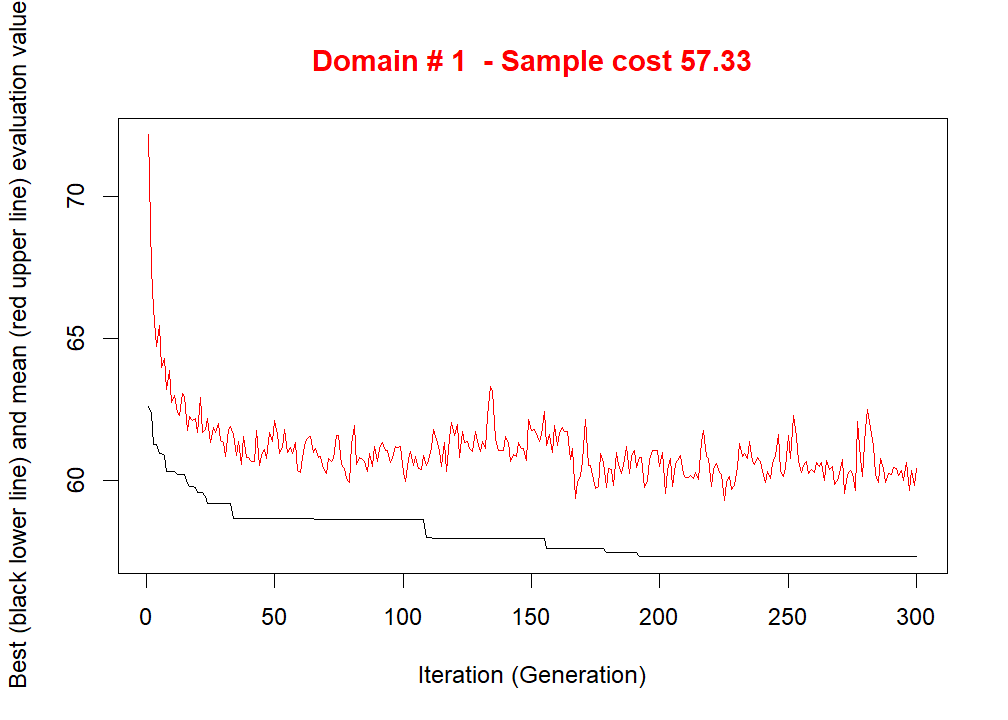 Domain # 1  - Sample cost 57.33
Best (black lower line) and mean (red upper line) evaluation value
70
65
60
0 50 100 150 200 250 300
Iteration (Generation)